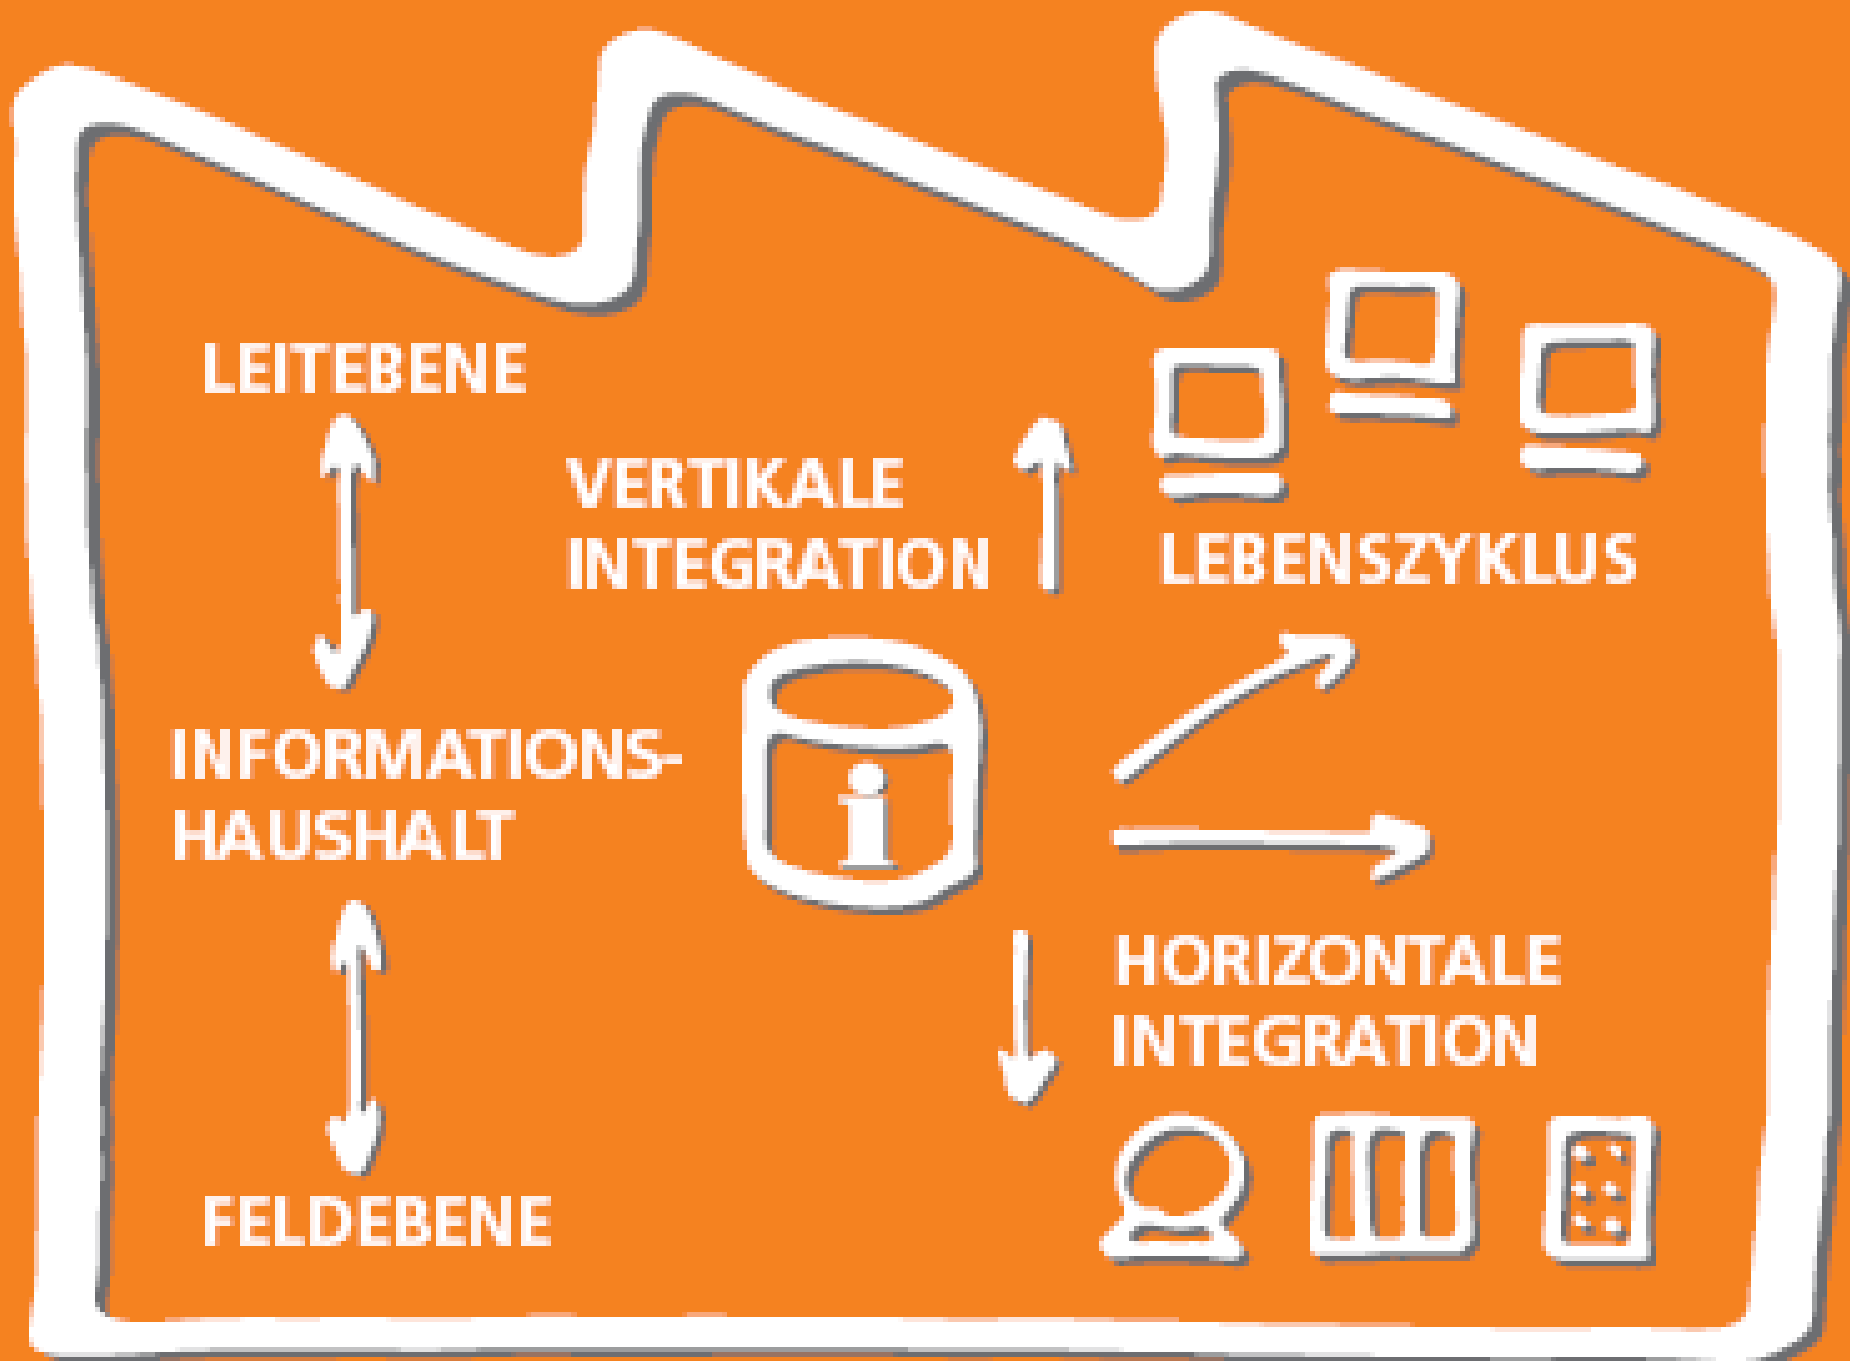 LEITEBENE
VERTIKALE
INTEGRATION
LEBENSZYKLUS
INFORMATIONS-
HAUSHALT
i
HORIZONTALE
INTEGRATION
FELDEBENE